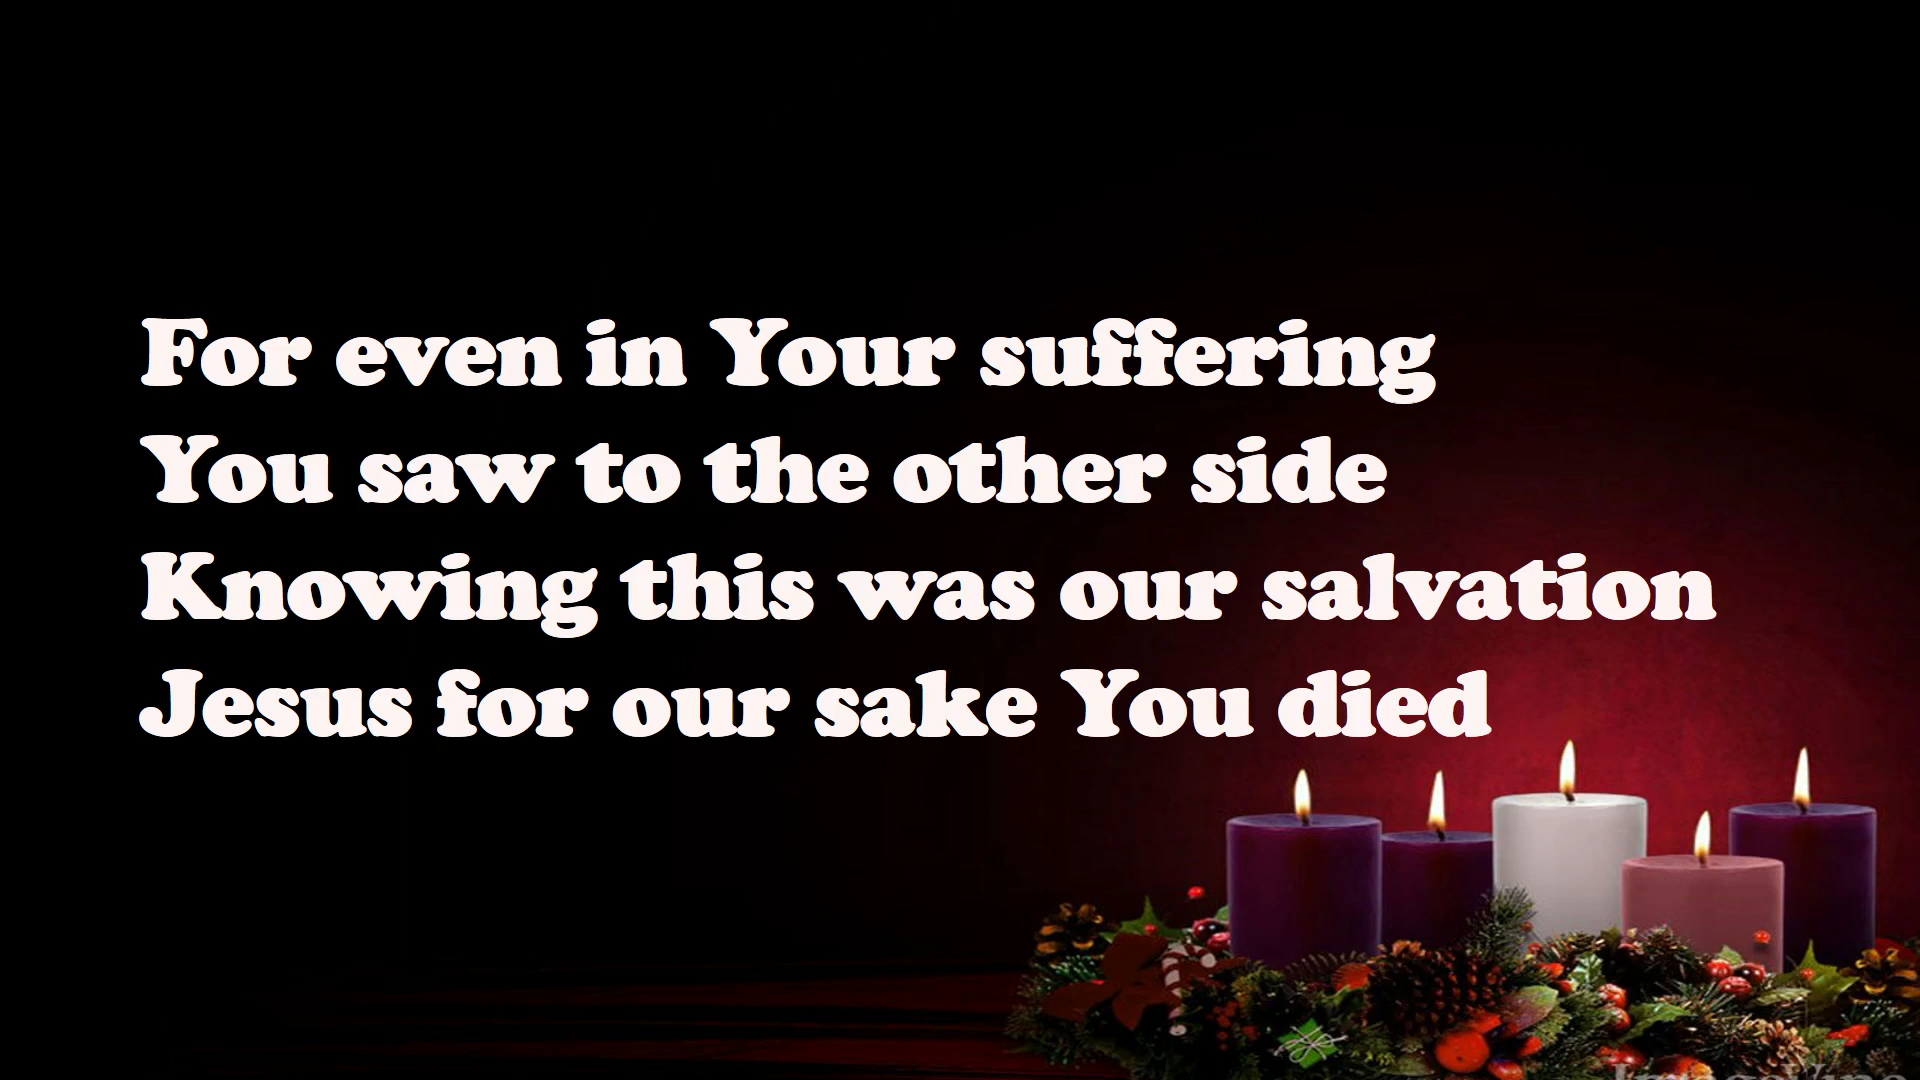 For even in Your suffering
You saw to the other side
Knowing this was our salvation
Jesus for our sake You died